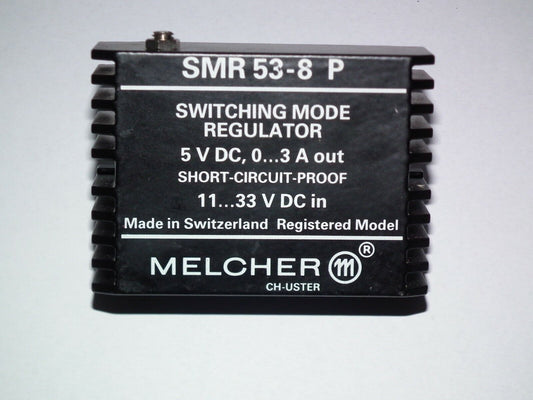 SMR 53-8 P
SWITCHING MODE
REGULATOR
5 V DC, 0...3 A out
SHORT-CIRCUIT-PROOF
11...33 V DC in
Made in Switzerland Registered Model
MELCHER m ®
CH-USTER